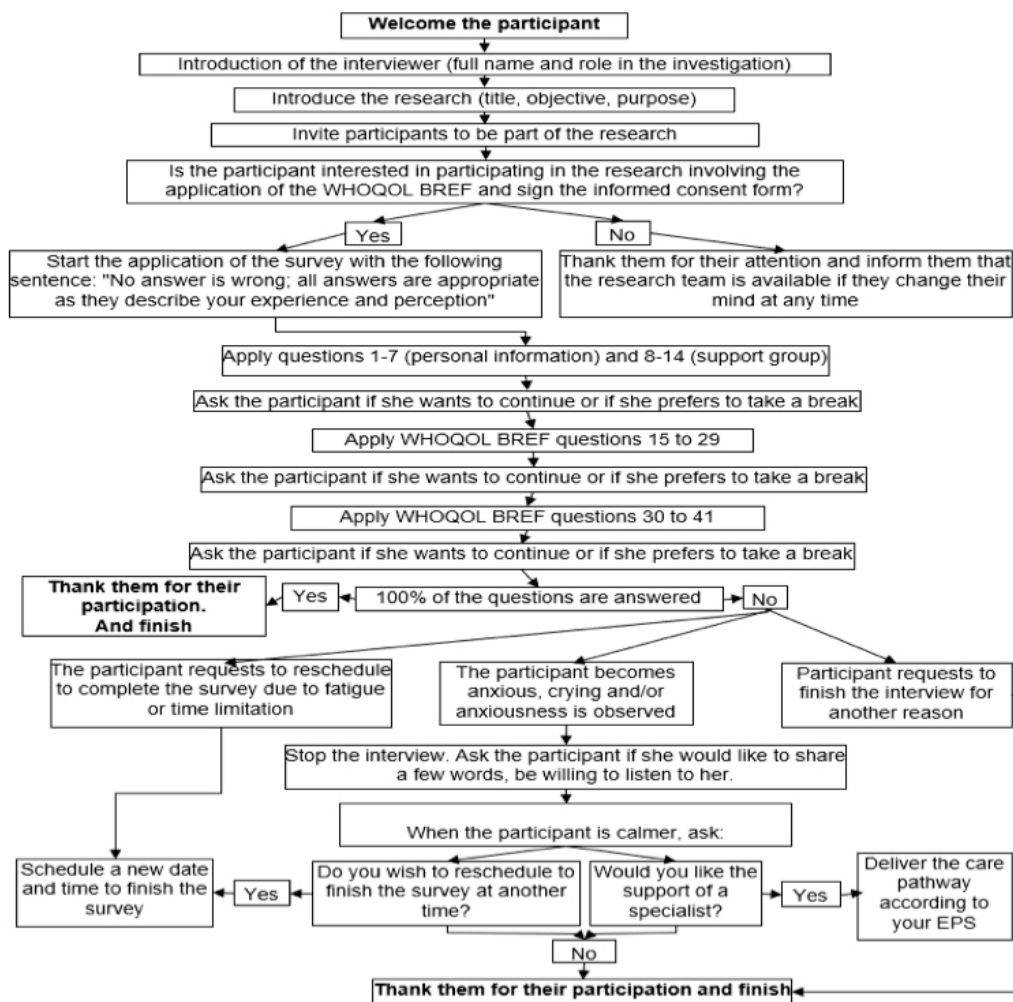 Welcome the participant
Introduction of the interviewer (full name and role in the investigation)
Introduce the research (title, objective, purpose)
Invite participants to be part of the research
Is the participant interested in participating in the research involving the
application of the WHOQOL BREF and sign the informed consent form?
Yes
No
Start the application of the survey with the following
sentence: "No answer is wrong; all answers are appropriate
as they describe your experience and perception"
Thank them for their attention and inform them that
the research team is available if they change their
mind at any time
Apply questions 1-7 (personal information) and 8-14 (support group)
Ask the participant if she wants to continue or if she prefers to take a break
Apply WHOQOL BREF questions 15 to 29
Ask the participant if she wants to continue or if she prefers to take a break
Apply WHOQOL BREF questions 30 to 41
Ask the participant if she wants to continue or if she prefers to take a break
Thank them for their
participation.
And finish
Yes
100% of the questions are answered
No
The participant requests to reschedule
to complete the survey due to fatigue
or time limitation
The participant becomes
anxious, crying and/or
anxiousness is observed
Participant requests to
finish the interview for
another reason
Stop the interview. Ask the participant if she would like to share
a few words, be willing to listen to her.
When the participant is calmer, ask:
Schedule a new date
and time to finish the
survey
Yes
Do you wish to reschedule to
finish the survey at another
time?
Would you like the
support of a
specialist?
Yes
Deliver the care
pathway
according to
your EPS
No
Thank them for their participation and finish